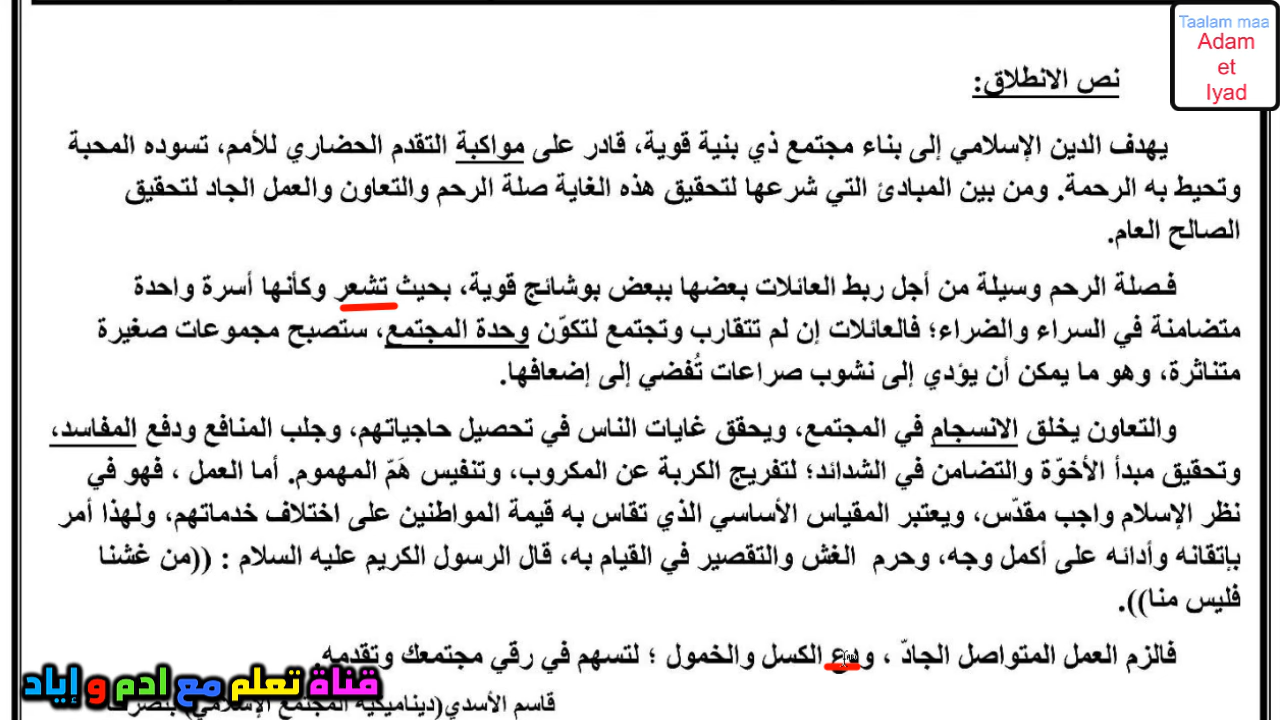 Taalam maa
Adam
et
Iyad
نص الانطلاق:
يهدف الدين الإسلامي إلى بناء مجتمع ذي بنية قوية، قادر على مواكبة التقدم الحضاري للأمم، تسوده المحبة
وتحيط به الرحمة. ومن بين المبادئ التي شرعها لتحقيق هذه الغاية صلة الرحم والتعاون والعمل الجاد لتحقيق
الصالح العام.
فصلة الرحم وسيلة من أجل ربط العائلات بعضها ببعض بوشائج قوية، بحيث تشعر وكأنها أسرة واحدة
متضامنة في السراء والضراء؛ فالعائلات إن لم تتقارب وتجتمع لتكوّن وحدة المجتمع، ستصبح مجموعات صغيرة
متناثرة، وهو ما يمكن أن يؤدي إلى نشوب صراعات تُفضي إلى إضعافها.
والتعاون يخلق الانسجام في المجتمع، ويحقق غايات الناس في تحصيل حاجياتهم، وجلب المنافع ودفع المفاسد،
وتحقيق مبدأ الأخوّة والتضامن في الشدائد؛ لتفريج الكربة عن المكروب، وتنفيس هَمّ المهموم. أما العمل ، فهو في
نظر الإسلام واجب مقدّس، ويعتبر المقياس الأساسي الذي تقاس به قيمة المواطنين على اختلاف خدماتهم، ولهذا أمر
بإتقانه وأدائه على أكمل وجه، وحرم الغش والتقصير في القيام به، قال الرسول الكريم عليه السلام : ((من غشنا
فليس منا)).
فالزم العمل المتواصل الجادّ ، ودع الكسل والخمول ؛ لتسهم في رقي مجتمعك وتقدمه.
قاسم الأسدي(ديناميكية المجتمع الإسلامي) بتصرف
قناة تعلم مع ادم و إياد